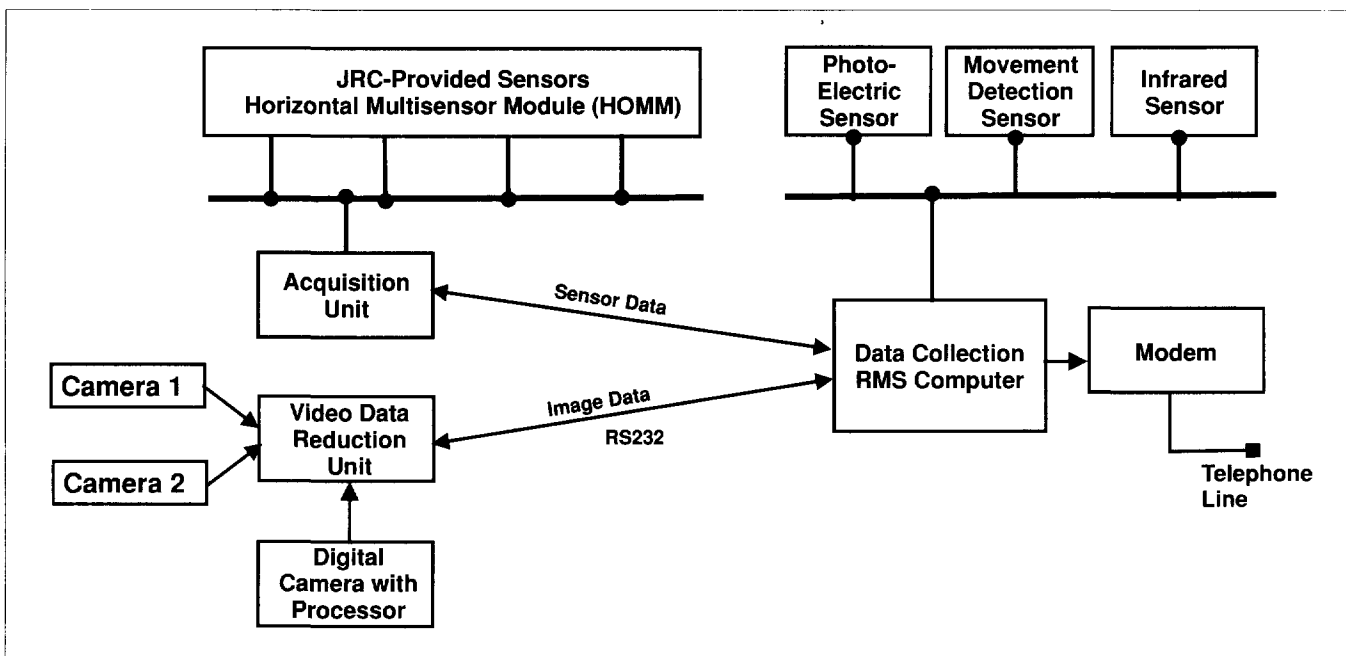 JRC-Provided Sensors
Horizontal Multisensor Module (HOMM)
Photo-
Electric
Sensor
Movement
Detection
Sensor
Infrared
Sensor
Acquisition
Unit
Sensor Data
Data Collection
RMS Computer
Modem
Camera 1
Camera 2
Video Data
Reduction
Unit
Image Data
RS232
Telephone
Line
Digital
Camera with
Processor